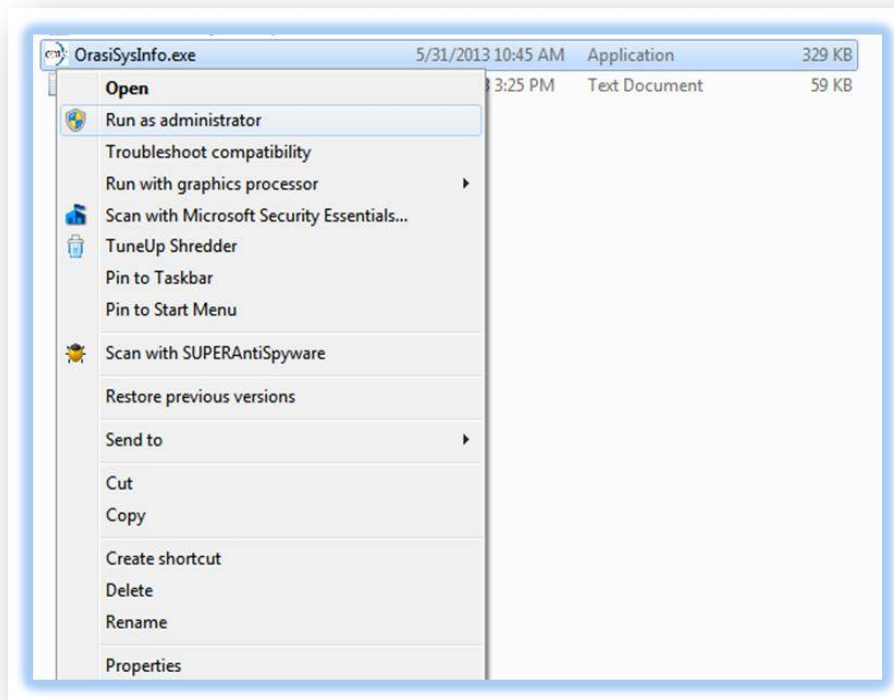 OrasiSysInfo.exe 5/31/2013 10:45 AM Application 329 KB
3:25 PM Text Document 59 KB
Open
Run as administrator
Troubleshoot compatibility
Run with graphics processor
Scan with Microsoft Security Essentials...
TuneUp Shredder
Pin to Taskbar
Pin to Start Menu
Scan with SUPERAntiSpyware
Restore previous versions
Send to
Cut
Copy
Create shortcut
Delete
Rename
Properties